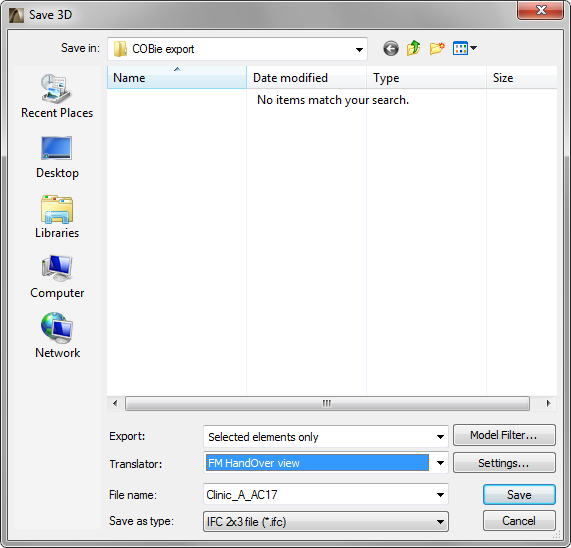 Save 3D
Save in: COBie export
Name Date modified Type Size
No items match your search.
Recent Places
Desktop
Libraries
Computer
Network
Export: Selected elements only Model Filter...
Translator: FM HandOver view Settings...
File name: Clinic_A_AC17 Save
Save as type: IFC 2x3 file (*.ifc) Cancel